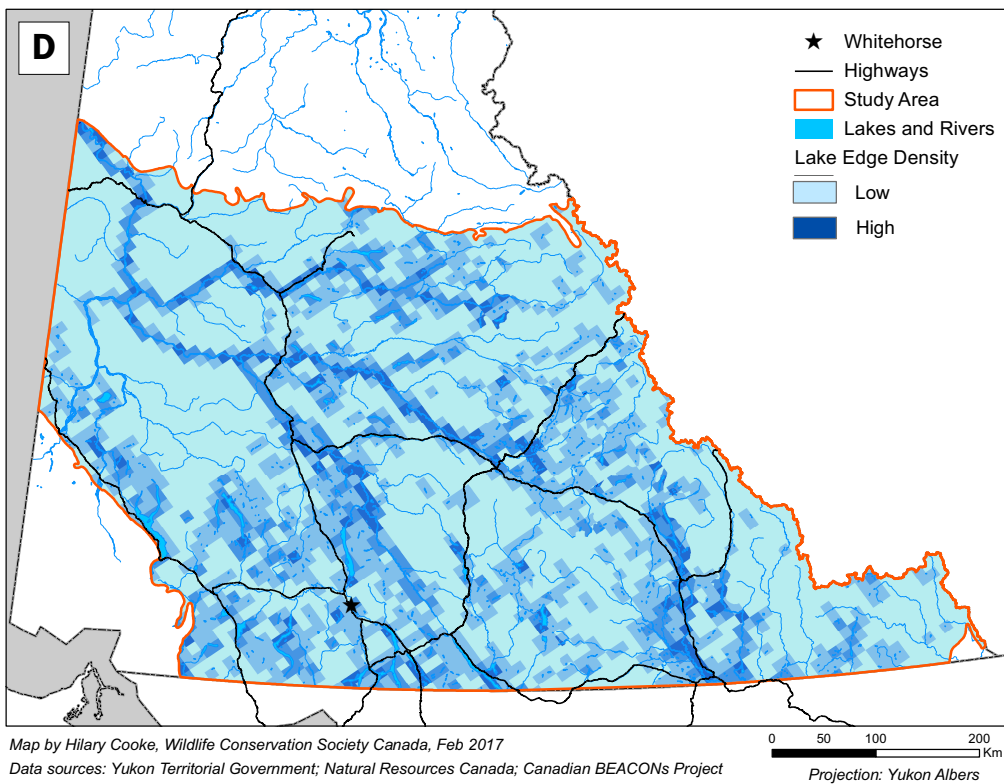 D
Whitehorse
Highways
Study Area
Lakes and Rivers
Lake Edge Density
Low
High
Map by Hilary Cooke, Wildlife Conservation Society Canada, Feb 2017
Data sources: Yukon Territorial Government; Natural Resources Canada; Canadian BEACONs Project
0 50 100 200
Km
Projection: Yukon Albers